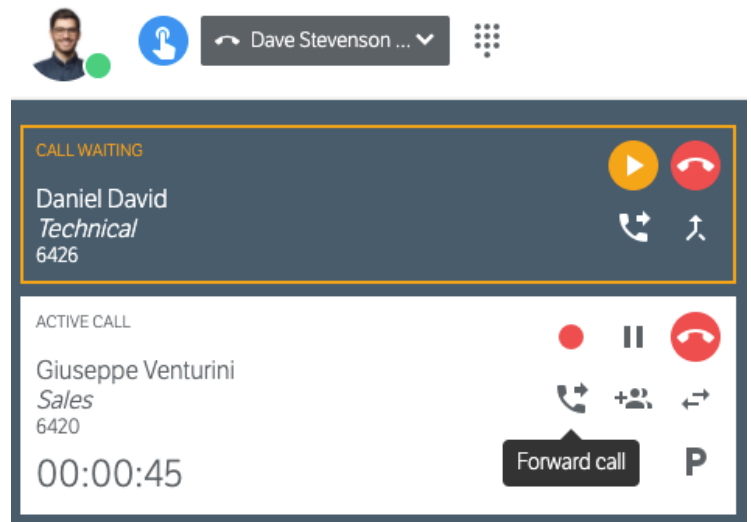 Dave Stevenson ...
CALL WAITING
Daniel David
Technical
6426
ACTIVE CALL
Giuseppe Venturini
Sales
6420
00:00:45
Forward call
P